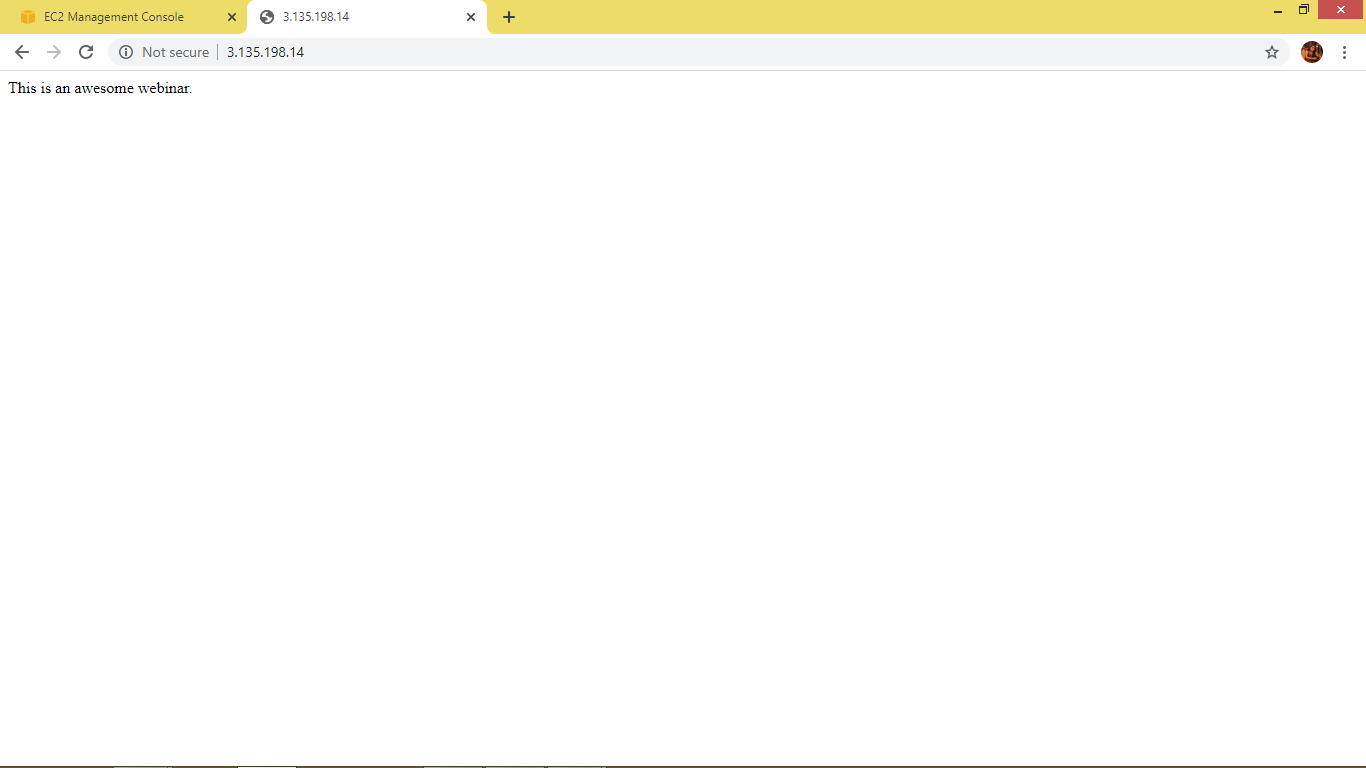 EC2 Management Console
3.135.198.14
Not secure
3.135.198.14
This is an awesome webinar.